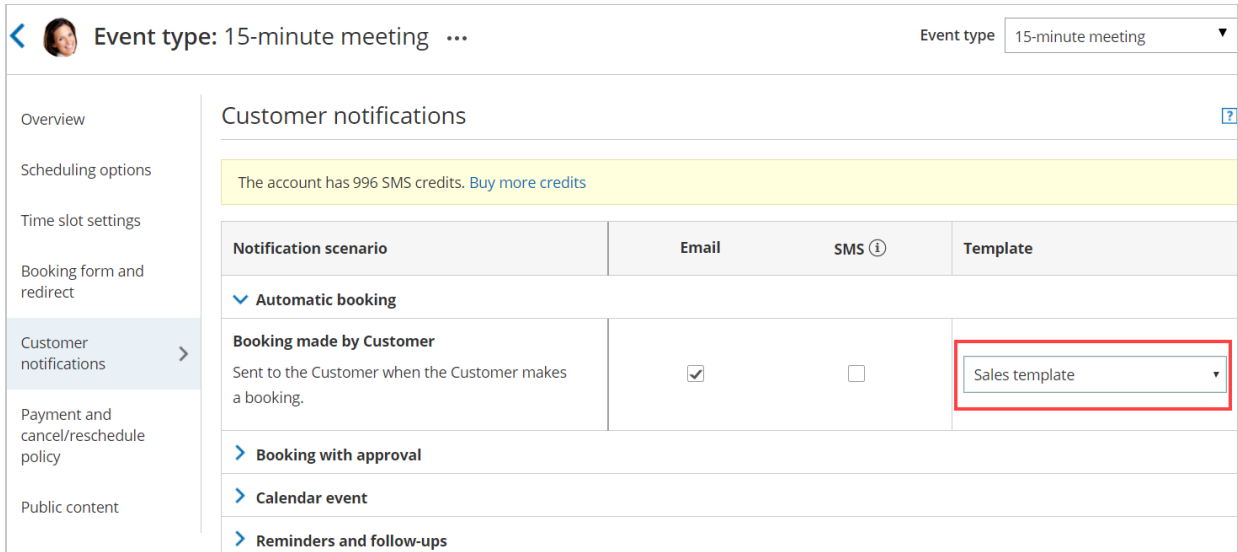 Event type: 15-minute meeting ...
Event type 15-minute meeting
Overview
Scheduling options
Time slot settings
Booking form and
redirect
Customer
notifications
Payment and
cancel/reschedule
policy
Public content
Customer notifications
?
The account has 996 SMS credits. Buy more credits
Notification scenario Email SMS i Template
Automatic booking
Booking made by Customer
Sent to the Customer when the Customer makes
a booking.
Sales template
Booking with approval
Calendar event
Reminders and follow-ups